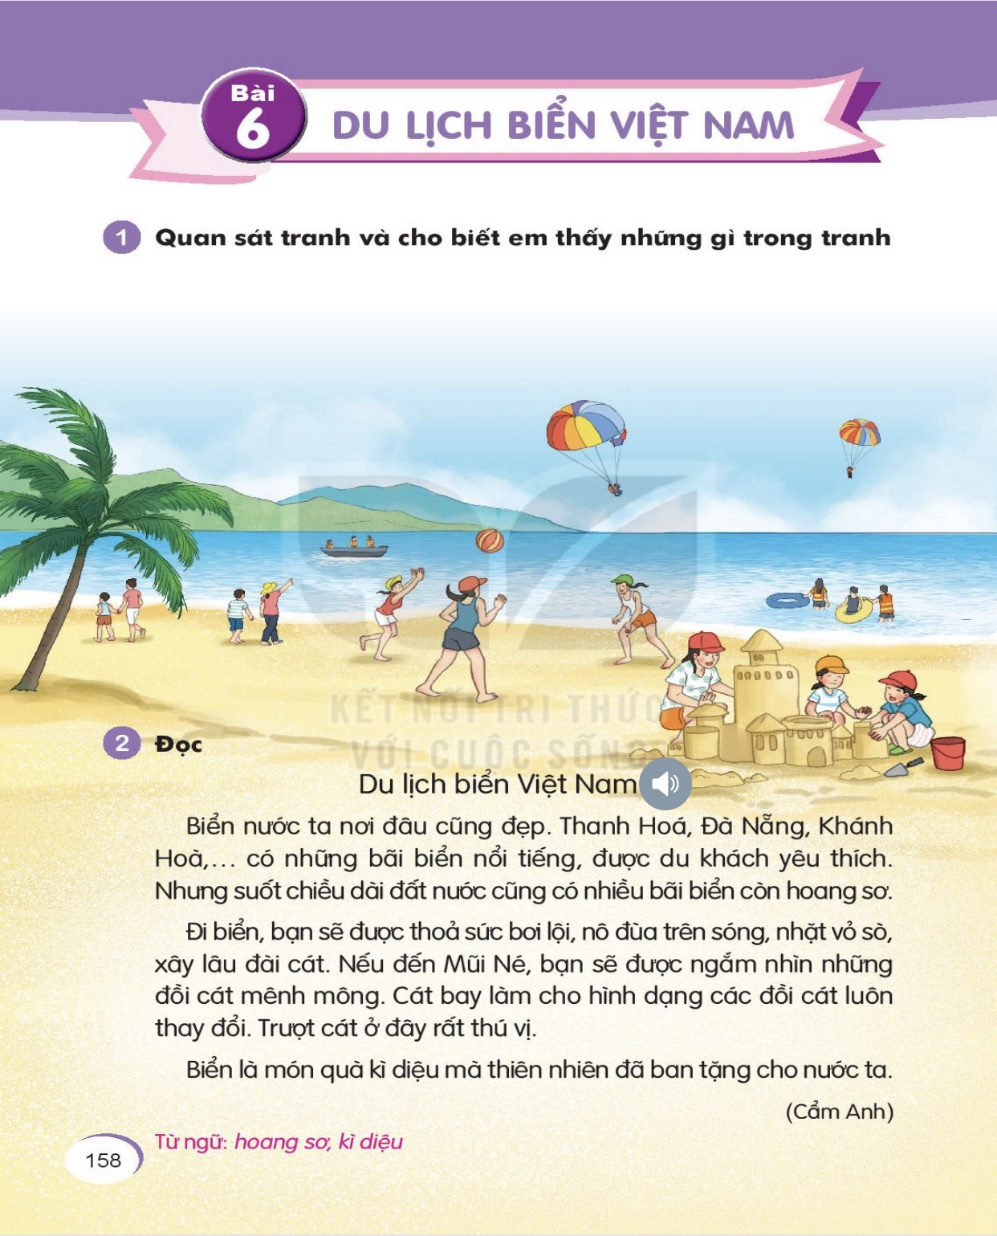 Bài
6
DU LỊCH BIỂN VIỆT NAM
1 Quan sát tranh và cho biết em thấy những gì trong tranh
KẾT NỐI TRI THỨC
VỚI CUỘC SỐNG
2 Đọc
Du lịch biển Việt Nam
Biển nước ta nơi đâu cũng đẹp. Thanh Hoá, Đà Nẵng, Khánh
Hoà,... có những bãi biển nổi tiếng, được du khách yêu thích.
Nhưng suốt chiều dài đất nước cũng có nhiều bãi biển còn hoang sơ.
Đi biển, bạn sẽ được thoả sức bơi lội, nô đùa trên sóng, nhặt vỏ sò,
xây lâu đài cát. Nếu đến Mũi Né, bạn sẽ được ngắm nhìn những
đồi cát mênh mông. Cát bay làm cho hình dạng các đồi cát luôn
thay đổi. Trượt cát ở đây rất thú vị.
Biển là món quà kì diệu mà thiên nhiên đã ban tặng cho nước ta.
(Cẩm Anh)
Từ ngữ: hoang sơ, kì diệu
158